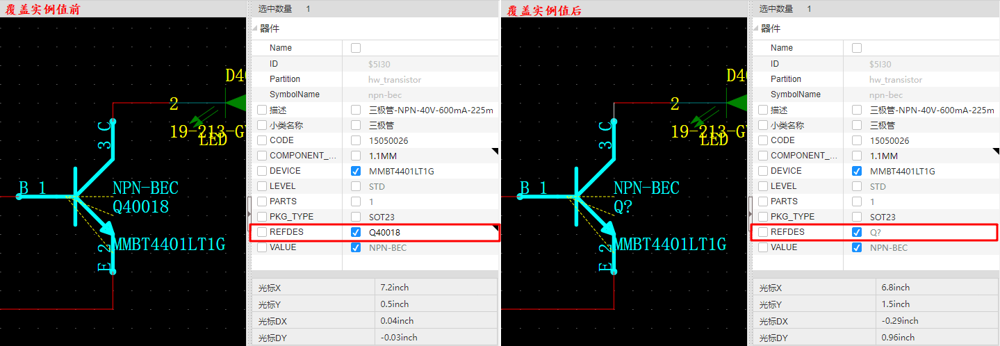 覆盖实例值前
D40
2
19-213-GY
LED
3 C
B 1
NPN-BEC
Q40018
MMBT4401LT1G
E 2
选中数量 1
器件
Name
ID $5I30
Partition hw_transistor
SymbolName npn-bec
描述 三极管-NPN-40V-600mA-225m
小类名称 三极管
CODE 15050026
COMPONENT_... 1.1MM
DEVICE MMBT4401LT1G
LEVEL STD
PARTS 1
PKG_TYPE SOT23
REFDES Q40018
VALUE NPN-BEC
光标X 7.2inch
光标Y 0.5inch
光标DX 0.04inch
光标DY -0.03inch
覆盖实例值后
D40
2
19-213-GY
LED
3 C
B 1
NPN-BEC
Q?
MMBT4401LT1G
E 2
选中数量 1
器件
Name
ID $5I30
Partition hw_transistor
SymbolName npn-bec
描述 三极管-NPN-40V-600mA-225m
小类名称 三极管
CODE 15050026
COMPONENT_... 1.1MM
DEVICE MMBT4401LT1G
LEVEL STD
PARTS 1
PKG_TYPE SOT23
REFDES Q?
VALUE NPN-BEC
光标X 6.8inch
光标Y 1.5inch
光标DX -0.29inch
光标DY 0.96inch